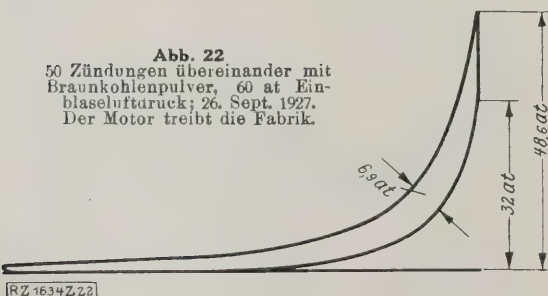 Abb. 22
50 Zündungen übereinander mit
Braunkohlenpulver, 60 at Ein-
blaseluftdruck; 26. Sept. 1927.
Der Motor treibt die Fabrik.
6,9 at
32 at
48,6 at
RZ 1634 Z 22